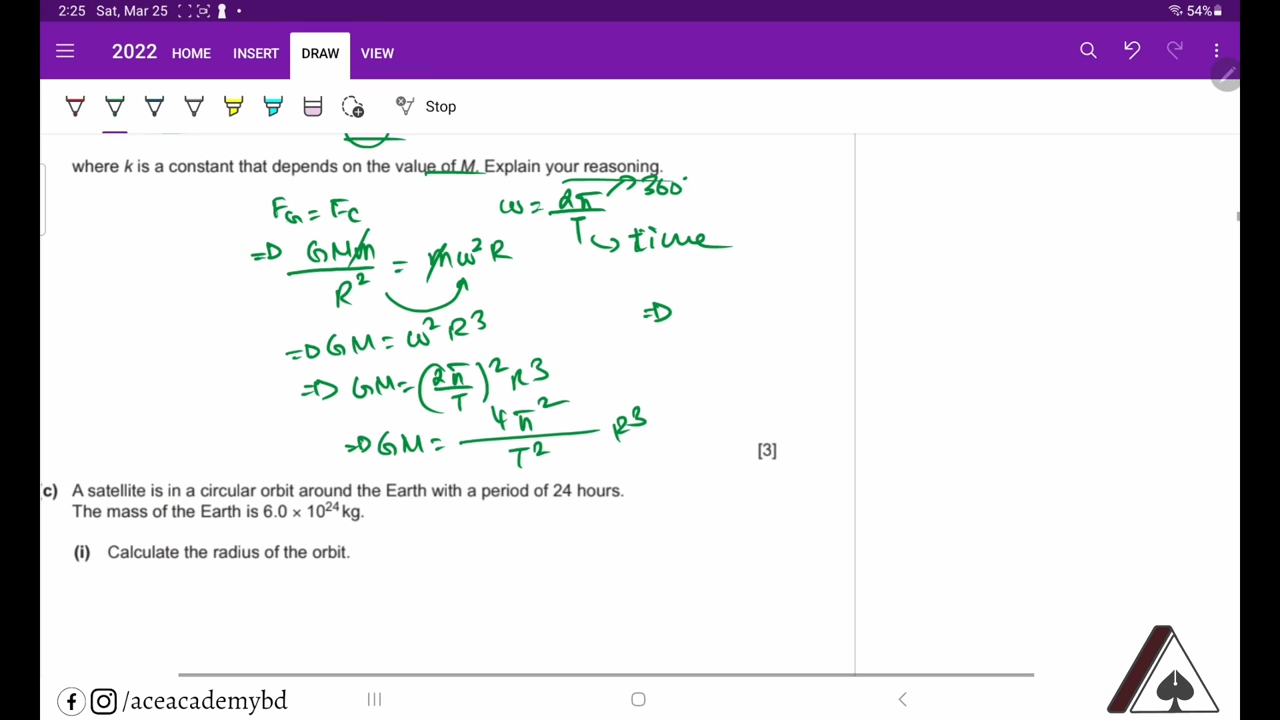 2:25 Sat, Mar 25 54%
2022 HOME INSERT DRAW VIEW
Stop
where k is a constant that depends on the value of M. Explain your reasoning.
F_G = F_C
ω = 2π/T
360°
time
⇒ GMm/R² = mω²R
⇒ GM = ω²R³
⇒
⇒ GM = (2π/T)² R³
⇒ GM = 4π²/T² R³
[3]
c) A satellite is in a circular orbit around the Earth with a period of 24 hours.
The mass of the Earth is 6.0 × 10²⁴ kg.
(i) Calculate the radius of the orbit.
/aceacademybd